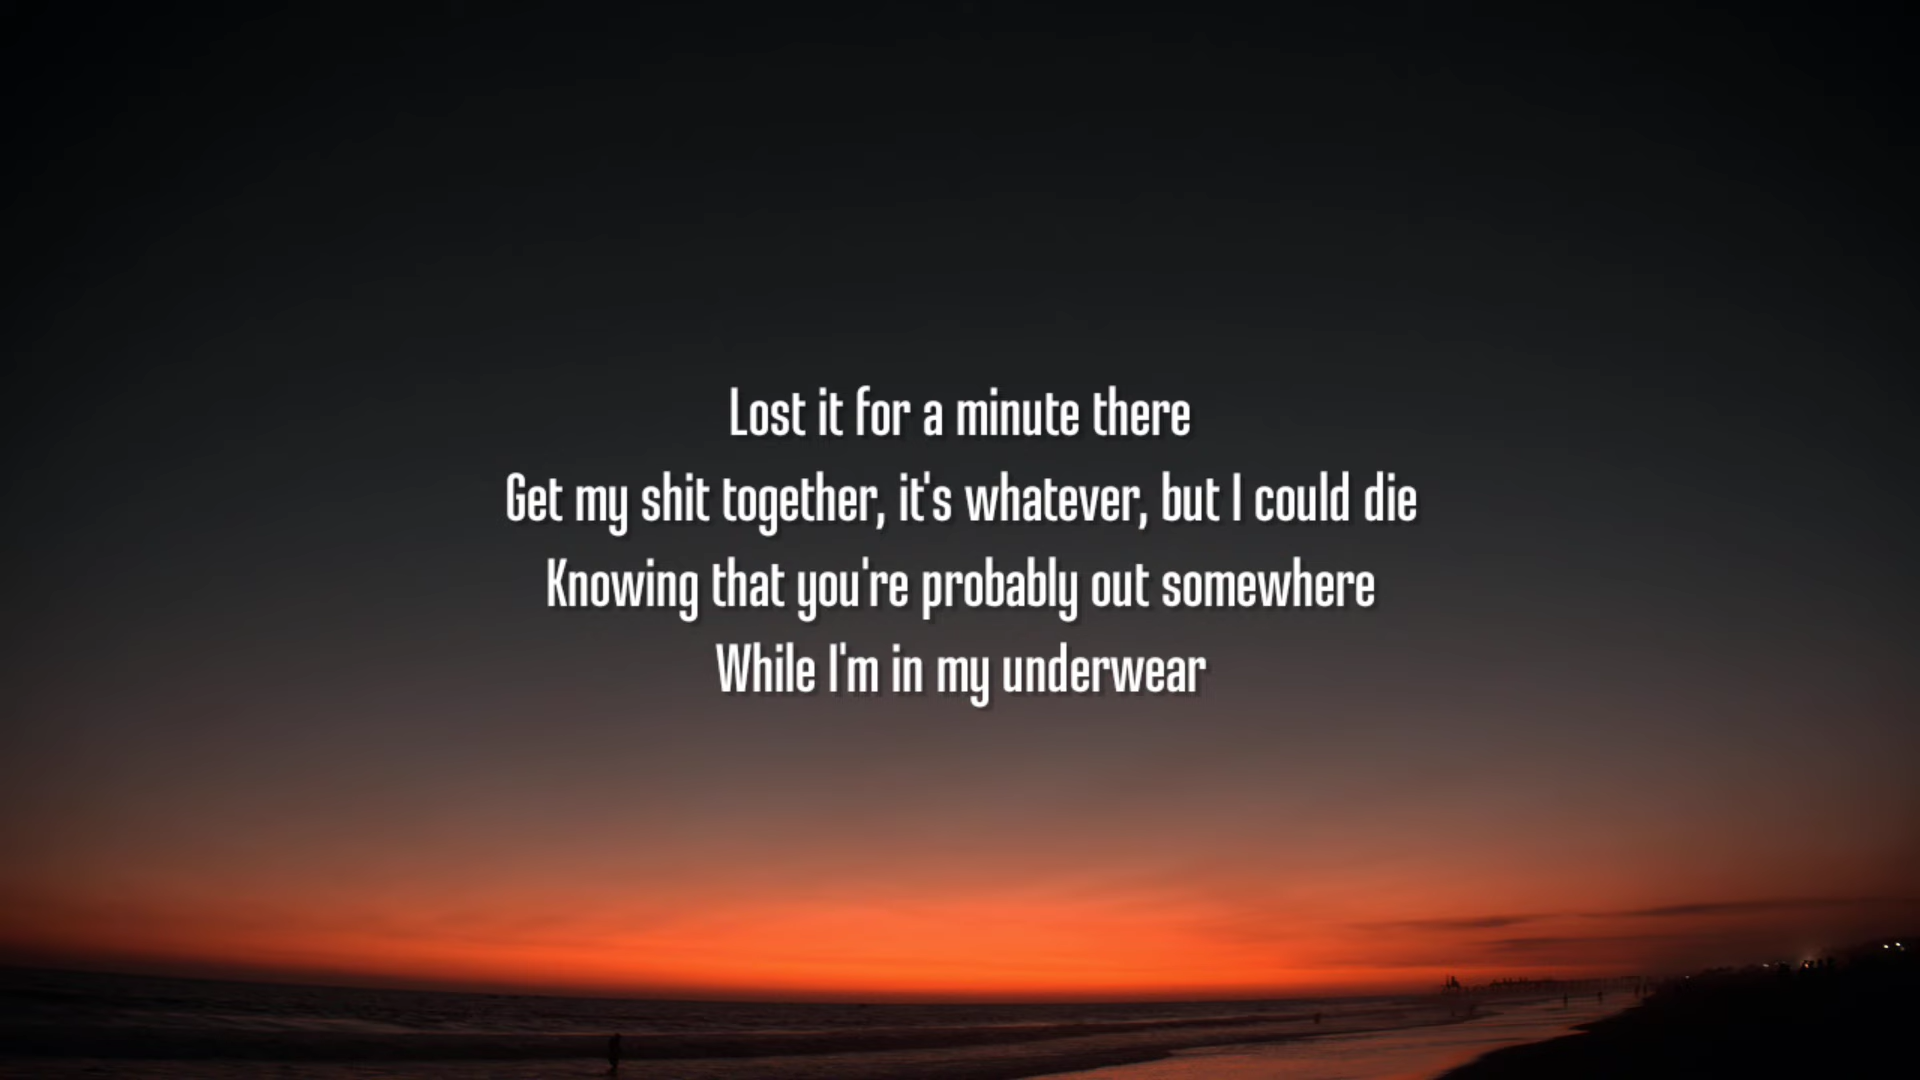 Lost it for a minute there
Get my shit together, it's whatever, but I could die
Knowing that you're probably out somewhere
While I'm in my underwear